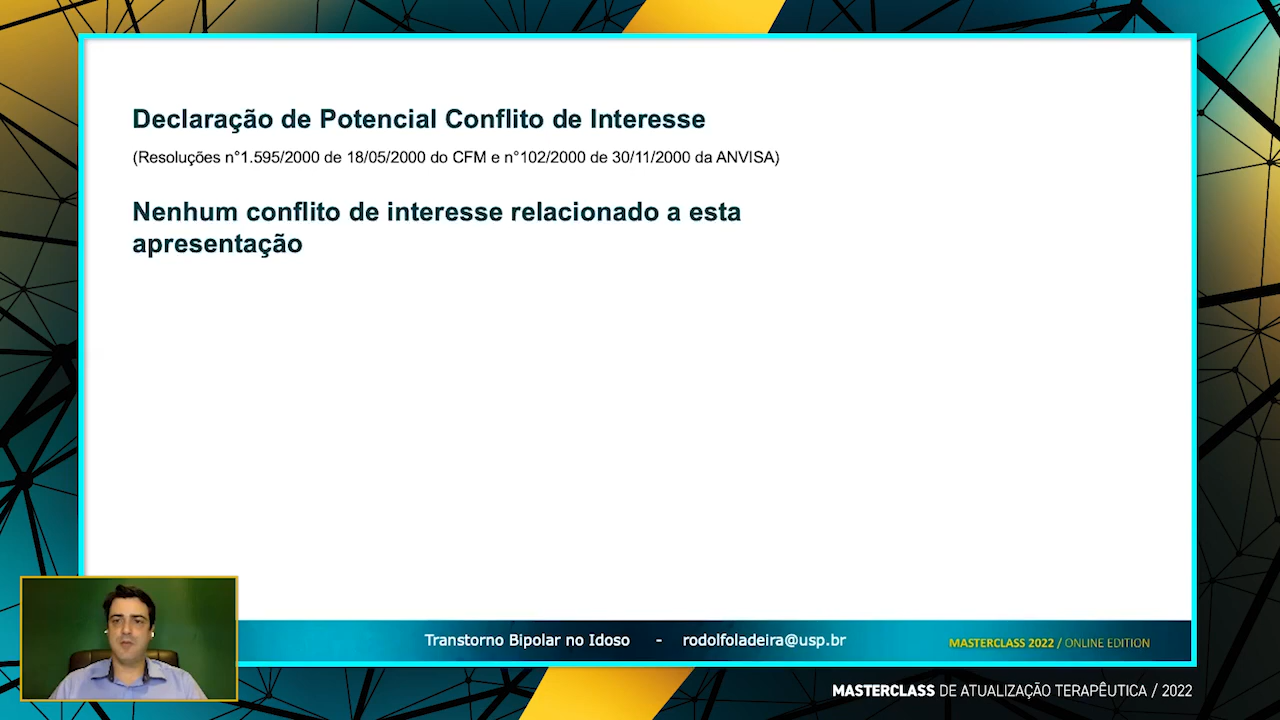 Declaração de Potencial Conflito de Interesse
(Resoluções n°1.595/2000 de 18/05/2000 do CFM e n°102/2000 de 30/11/2000 da ANVISA)
Nenhum conflito de interesse relacionado a esta
apresentação
Transtorno Bipolar no Idoso - rodolfoladeira@usp.br
MASTERCLASS 2022 / ONLINE EDITION
MASTERCLASS DE ATUALIZAÇÃO TERAPÊUTICA / 2022